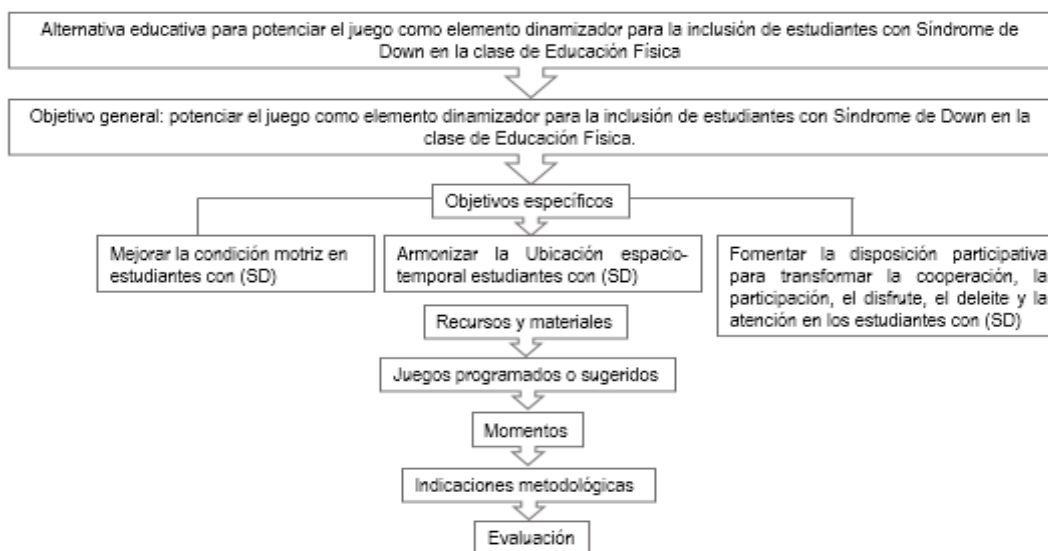 Alternativa educativa para potenciar el juego como elemento dinamizador para la inclusión de estudiantes con Síndrome de
Down en la clase de Educación Física
Objetivo general: potenciar el juego como elemento dinamizador para la inclusión de estudiantes con Síndrome de Down en la
clase de Educación Física.
Objetivos específicos
Mejorar la condición motriz en
estudiantes con (SD)
Armonizar la Ubicación espacio-
temporal estudiantes con (SD)
Fomentar la disposición participativa
para transformar la cooperación, la
participación, el disfrute, el deleite y la
atención en los estudiantes con (SD)
Recursos y materiales
Juegos programados o sugeridos
Momentos
Indicaciones metodológicas
Evaluación